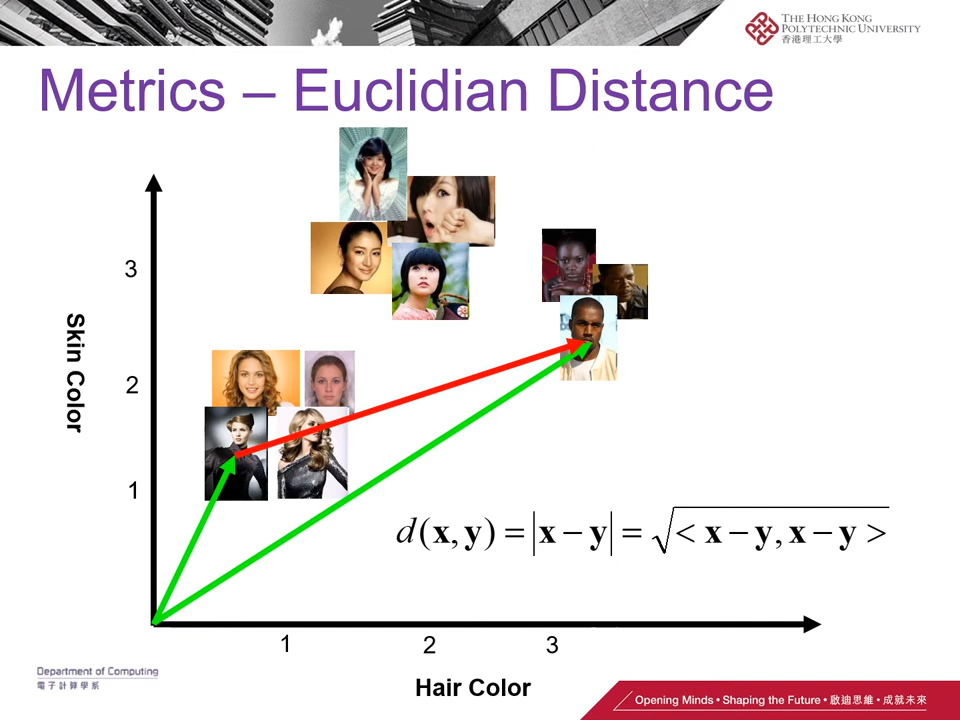 THE HONG KONG
POLYTECHNIC UNIVERSITY
香港理工大學
Metrics – Euclidian Distance
3
Skin Color
2
1
d(x, y) = |x − y| = √< x − y, x − y >
1 2 3
Hair Color
Department of Computing
電子計算學系
Opening Minds • Shaping the Future • 啟迪思維 • 成就未來